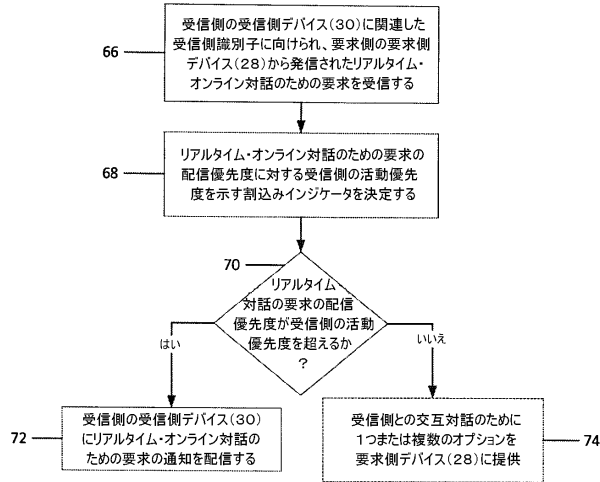 66
受信側の受信側デバイス(30)に関連した
受信側識別子に向けられ、要求側の要求側
デバイス(28)から発信されたリアルタイム・
オンライン対話のための要求を受信する
68
リアルタイム・オンライン対話のための要求の
配信優先度に対する受信側の活動優先
度を示す割込みインジケータを決定する
70
リアルタイム
対話の要求の配信
優先度が受信側の活動
優先度を超えるか
?
はい
いいえ
72
受信側の受信側デバイス(30)
にリアルタイム・オンライン対話の
ための要求の通知を配信する
受信側との交互対話のために
1つまたは複数のオプションを
要求側デバイス(28)に提供
74